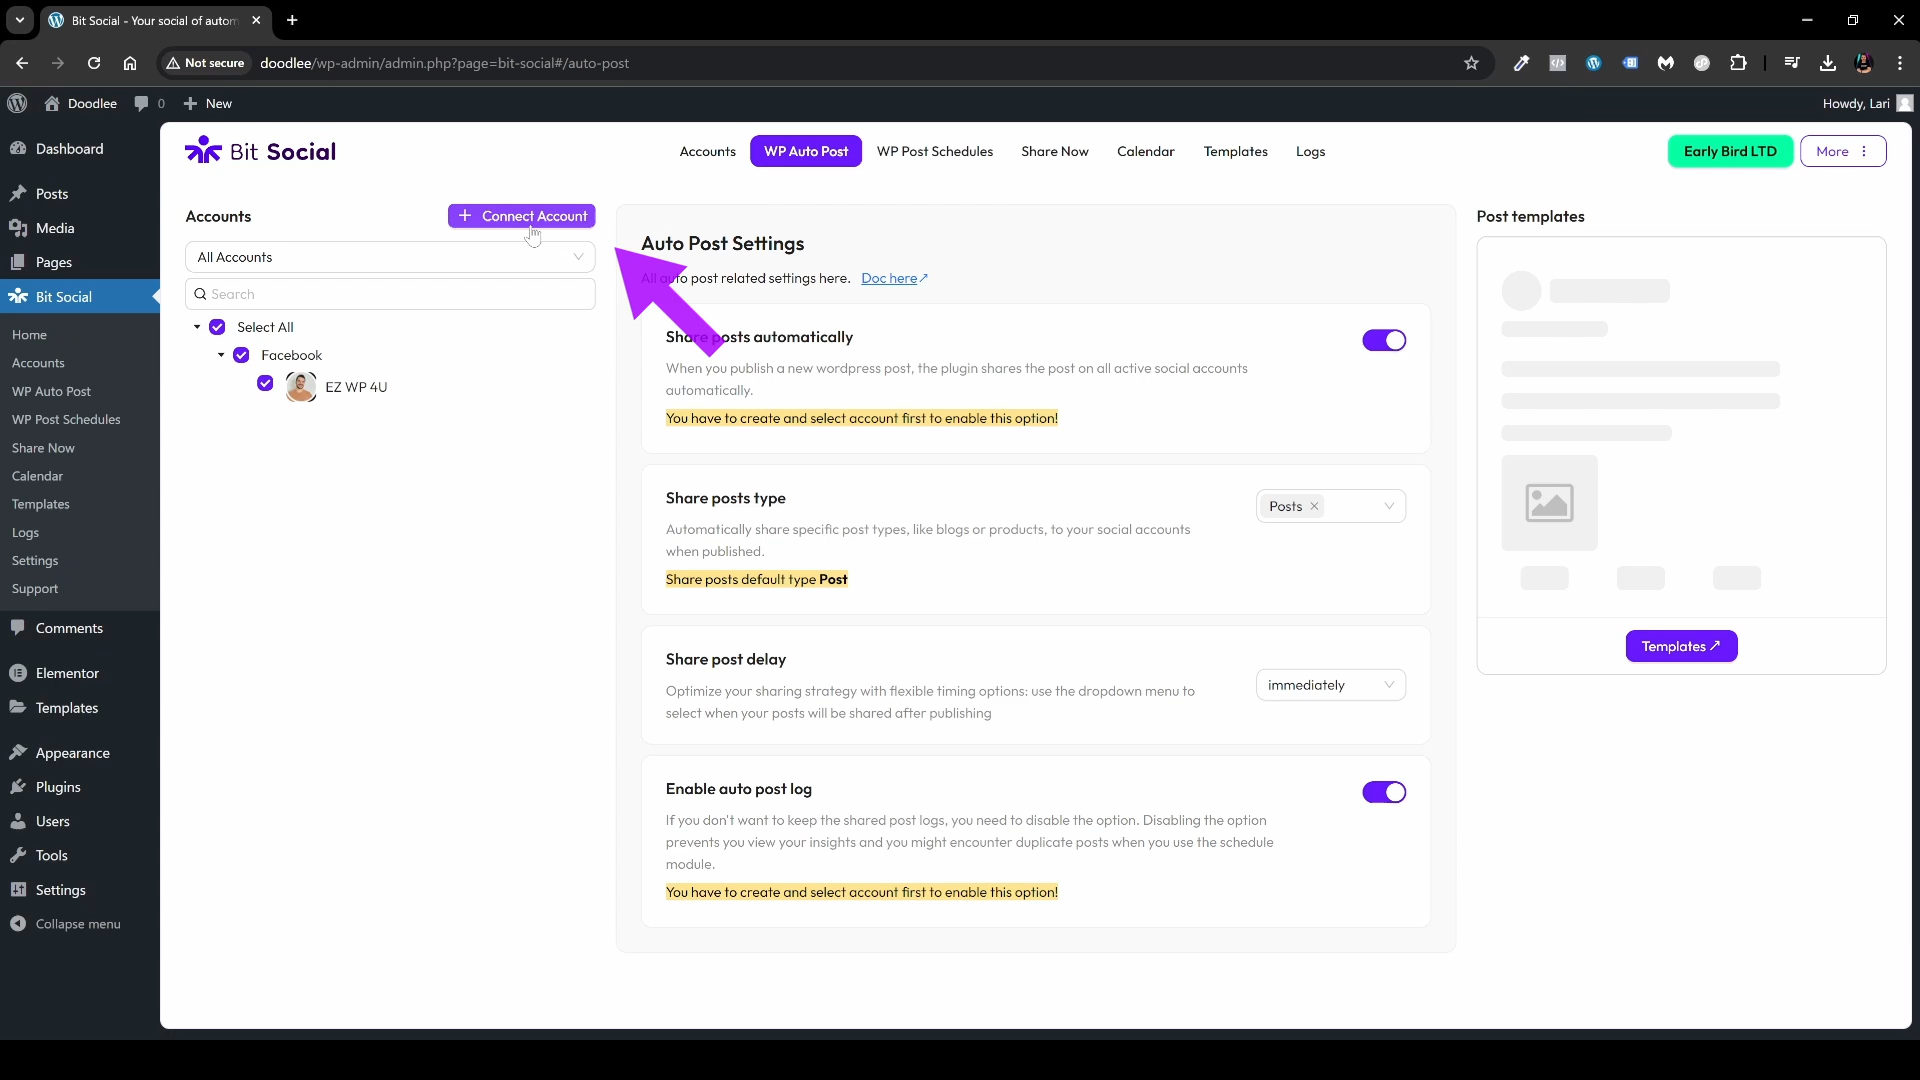 Bit Social - Your social of autom
Not secure
doodlee/wp-admin/admin.php?page=bit-social#/auto-post
Doodlee
0
New
Howdy, Lari
Dashboard
Posts
Media
Pages
Bit Social
Home
Accounts
WP Auto Post
WP Post Schedules
Share Now
Calendar
Templates
Logs
Settings
Support
Comments
Elementor
Templates
Appearance
Plugins
Users
Tools
Settings
Collapse menu
Bit Social
Accounts
WP Auto Post
WP Post Schedules
Share Now
Calendar
Templates
Logs
Early Bird LTD
More
Accounts
Connect Account
All Accounts
Search
Select All
Facebook
EZ WP 4U
Auto Post Settings
All auto post related settings here. Doc here↗
Share posts automatically
When you publish a new wordpress post, the plugin shares the post on all active social accounts
automatically.
You have to create and select account first to enable this option!
Share posts type
Automatically share specific post types, like blogs or products, to your social accounts
when published.
Share posts default type Post
Posts
Share post delay
Optimize your sharing strategy with flexible timing options: use the dropdown menu to
select when your posts will be shared after publishing
immediately
Enable auto post log
If you don't want to keep the shared post logs, you need to disable the option. Disabling the option
prevents you view your insights and you might encounter duplicate posts when you use the schedule
module.
You have to create and select account first to enable this option!
Post templates
Templates ↗